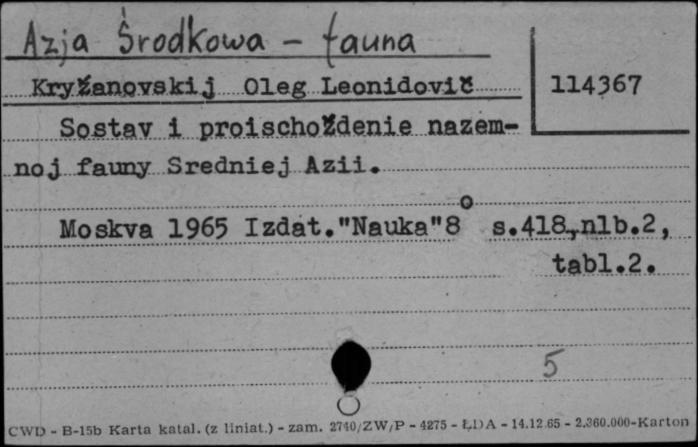 Azja Środkowa - fauna
Kryžanovskij Oleg Leonidovič
114367
Sostav i proischoždenie nazem-
noj fauny Sredniej Azii.
Moskva 1965 Izdat."Nauka"8° s.418,nlb.2,
tabl.2.
5
CWD - B-15b Karta katal. (z liniat.) - zam. 2740/ZW/P - 4275 - ŁDA - 14.12.65 - 2.360.000-Karton